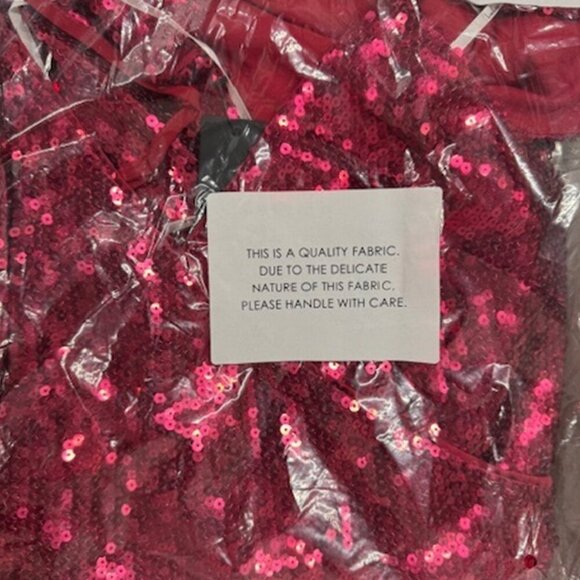 THIS IS A QUALITY FABRIC.
DUE TO THE DELICATE
NATURE OF THIS FABRIC,
PLEASE HANDLE WITH CARE.